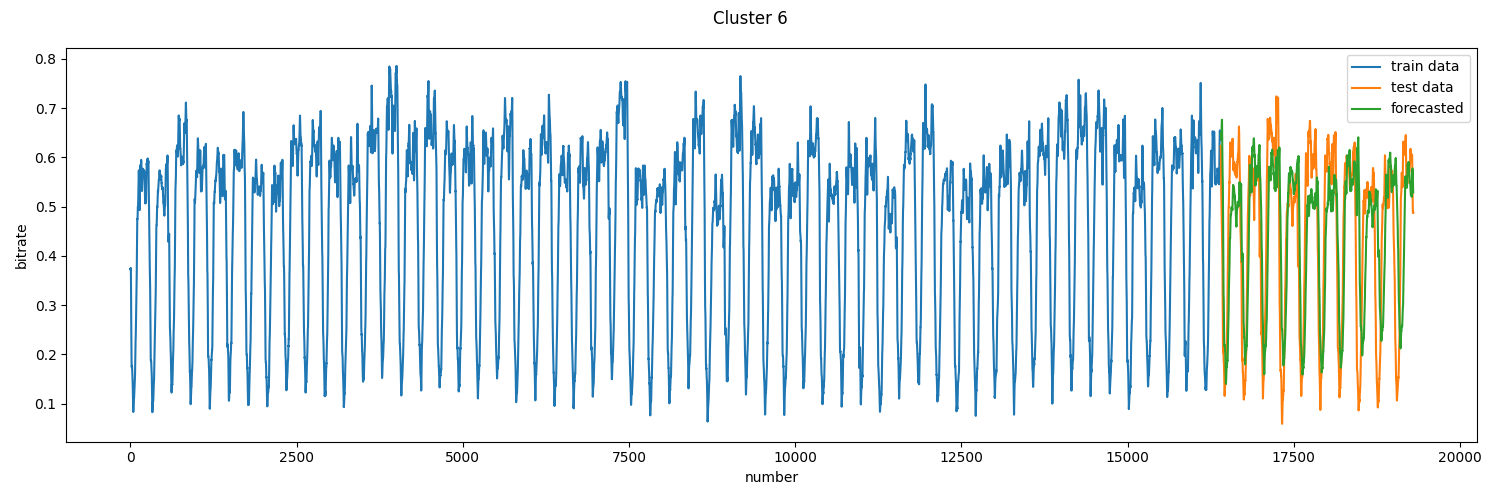 Cluster 6
train data
test data
forecasted
0.8
0.7
0.6
0.5
0.4
0.3
0.2
0.1
bitrate
0 2500 5000 7500 10000 12500 15000 17500 20000
number